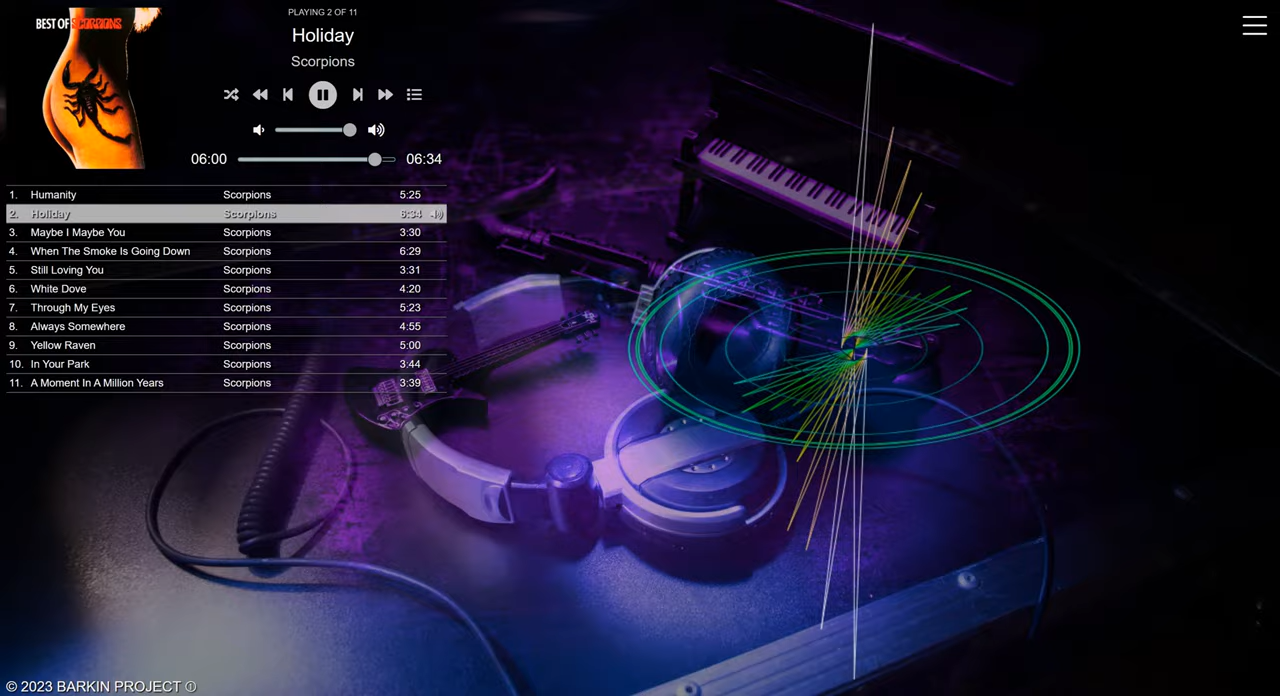 BEST OF SCORPIONS
PLAYING 2 OF 11
Holiday
Scorpions
06:00 06:34
1. Humanity Scorpions 5:25
2. Holiday Scorpions 6:34
3. Maybe I Maybe You Scorpions 3:30
4. When The Smoke Is Going Down Scorpions 6:29
5. Still Loving You Scorpions 3:31
6. White Dove Scorpions 4:20
7. Through My Eyes Scorpions 5:23
8. Always Somewhere Scorpions 4:55
9. Yellow Raven Scorpions 5:00
10. In Your Park Scorpions 3:44
11. A Moment In A Million Years Scorpions 3:39
© 2023 BARKIN PROJECT